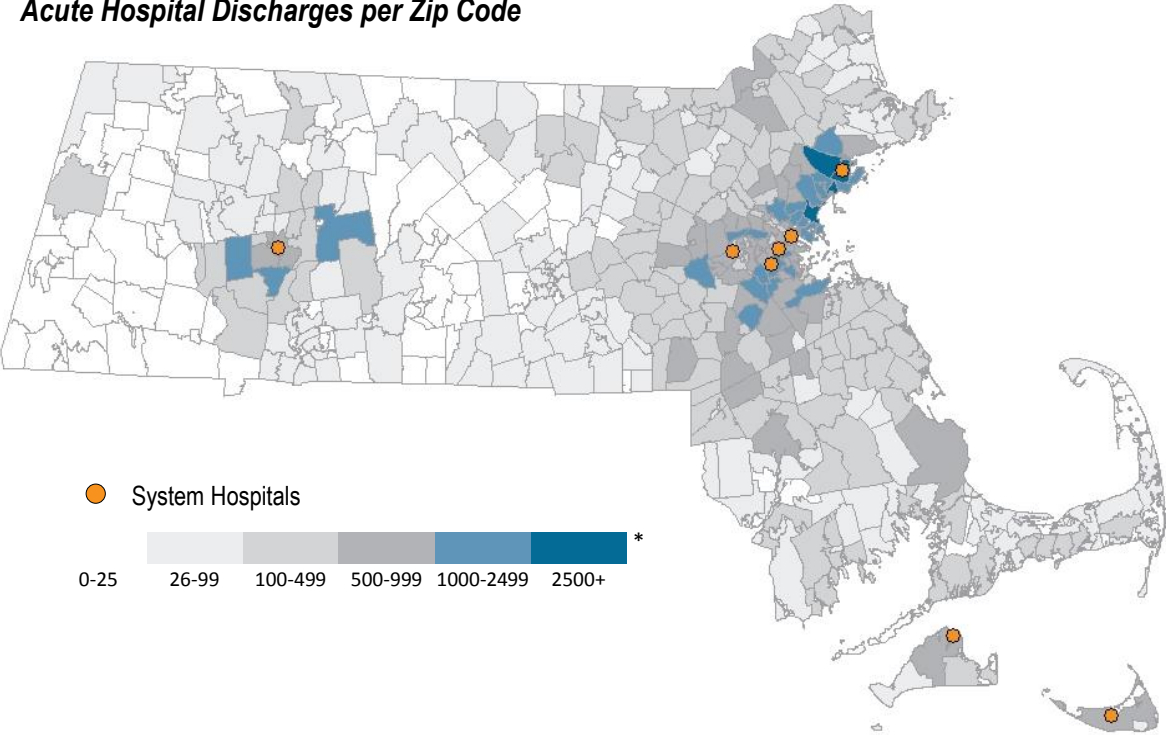 Acute Hospital Discharges per Zip Code
System Hospitals
*
0-25 26-99 100-499 500-999 1000-2499 2500+